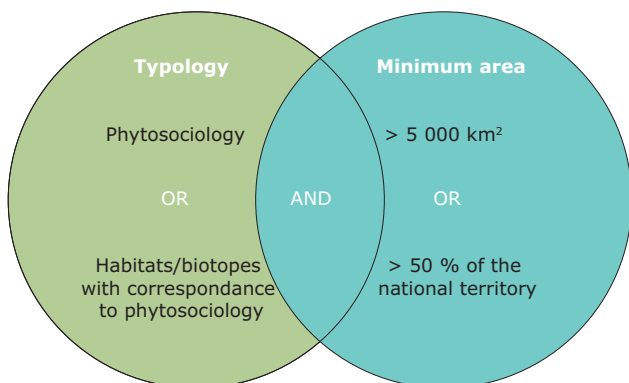 Typology
Phytosociology
OR
Habitats/biotopes
with correspondance
to phytosociology
AND
Minimum area
> 5 000 km²
OR
> 50 % of the
national territory